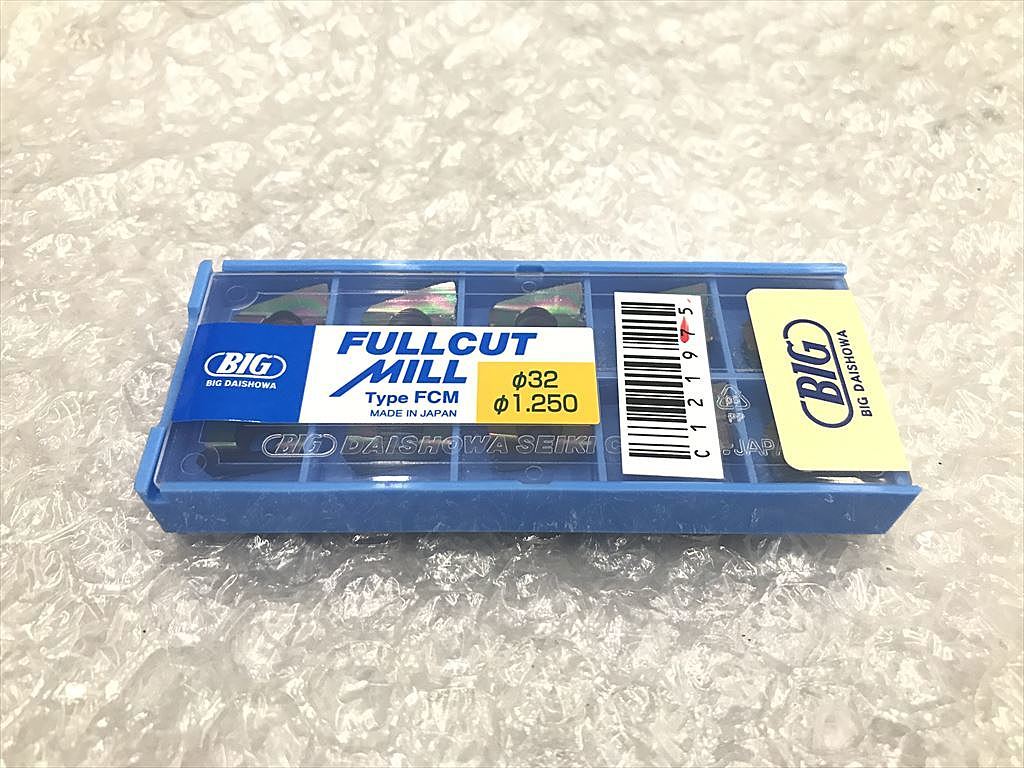 BIG
BIG DAISHOWA
FULLCUT
MILL
Type FCM
MADE IN JAPAN
φ32
φ1.250
C121975
BIG
BIG DAISHOWA
BIG DAISHOWA SEIKI
JAPA